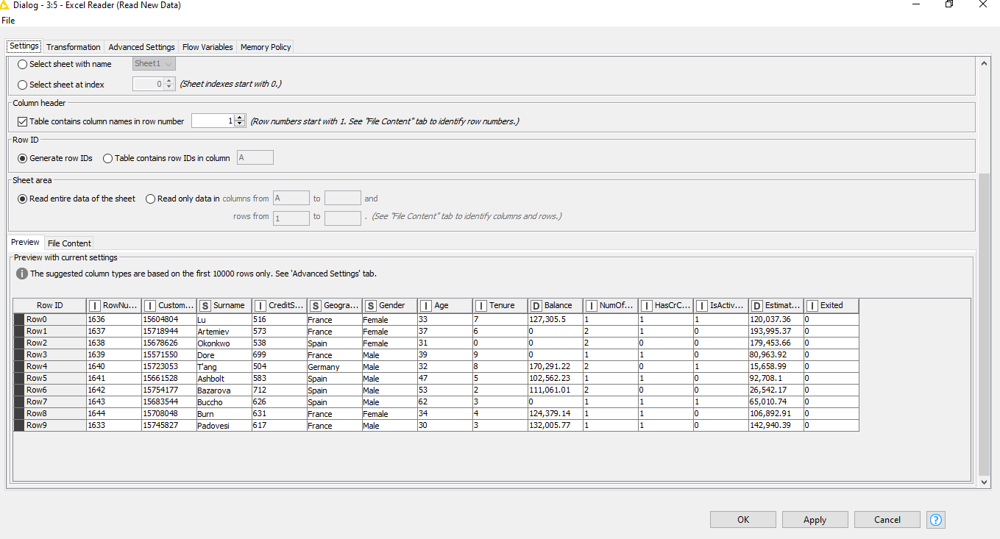 Dialog - 3:5 - Excel Reader (Read New Data)
File
Settings Transformation Advanced Settings Flow Variables Memory Policy
Select sheet with name Sheet1
Select sheet at index 0 (Sheet indexes start with 0.)
Column header
Table contains column names in row number 1 (Row numbers start with 1. See "File Content" tab to identify row numbers.)
Row ID
Generate row IDs Table contains row IDs in column A
Sheet area
Read entire data of the sheet Read only data in columns from A to and
rows from 1 to . (See "File Content" tab to identify columns and rows.)
Preview File Content
Preview with current settings
i The suggested column types are based on the first 10000 rows only. See 'Advanced Settings' tab.
Row ID I RowNu... I Custom... S Surname I CreditS... S Geogra... S Gender I Age I Tenure D Balance I NumOf... I HasCrC... I IsActiv... D Estimat... I Exited
Row0 1636 15604804 Lu 516 France Female 33 7 127,305.5 1 1 1 120,037.36 0
Row1 1637 15718944 Artemiev 573 France Female 37 6 0 2 1 0 193,995.37 0
Row2 1638 15678626 Okonkwo 538 Spain Female 31 0 0 2 0 0 179,453.66 0
Row3 1639 15571550 Dore 699 France Male 39 9 0 1 1 0 80,963.92 0
Row4 1640 15723053 T'ang 504 Germany Male 32 8 170,291.22 2 0 1 15,658.99 0
Row5 1641 15661528 Ashbolt 583 Spain Male 47 5 102,562.23 1 1 0 92,708.1 0
Row6 1642 15754177 Bazarova 712 Spain Male 53 2 111,061.01 2 0 0 26,542.17 0
Row7 1643 15683544 Buccho 626 Spain Male 62 3 0 1 1 1 65,010.74 0
Row8 1644 15708048 Burn 631 France Female 34 4 124,379.14 1 1 0 106,892.91 0
Row9 1633 15745827 Padovesi 617 France Male 30 3 132,005.77 1 1 0 142,940.39 0
OK Apply Cancel ?